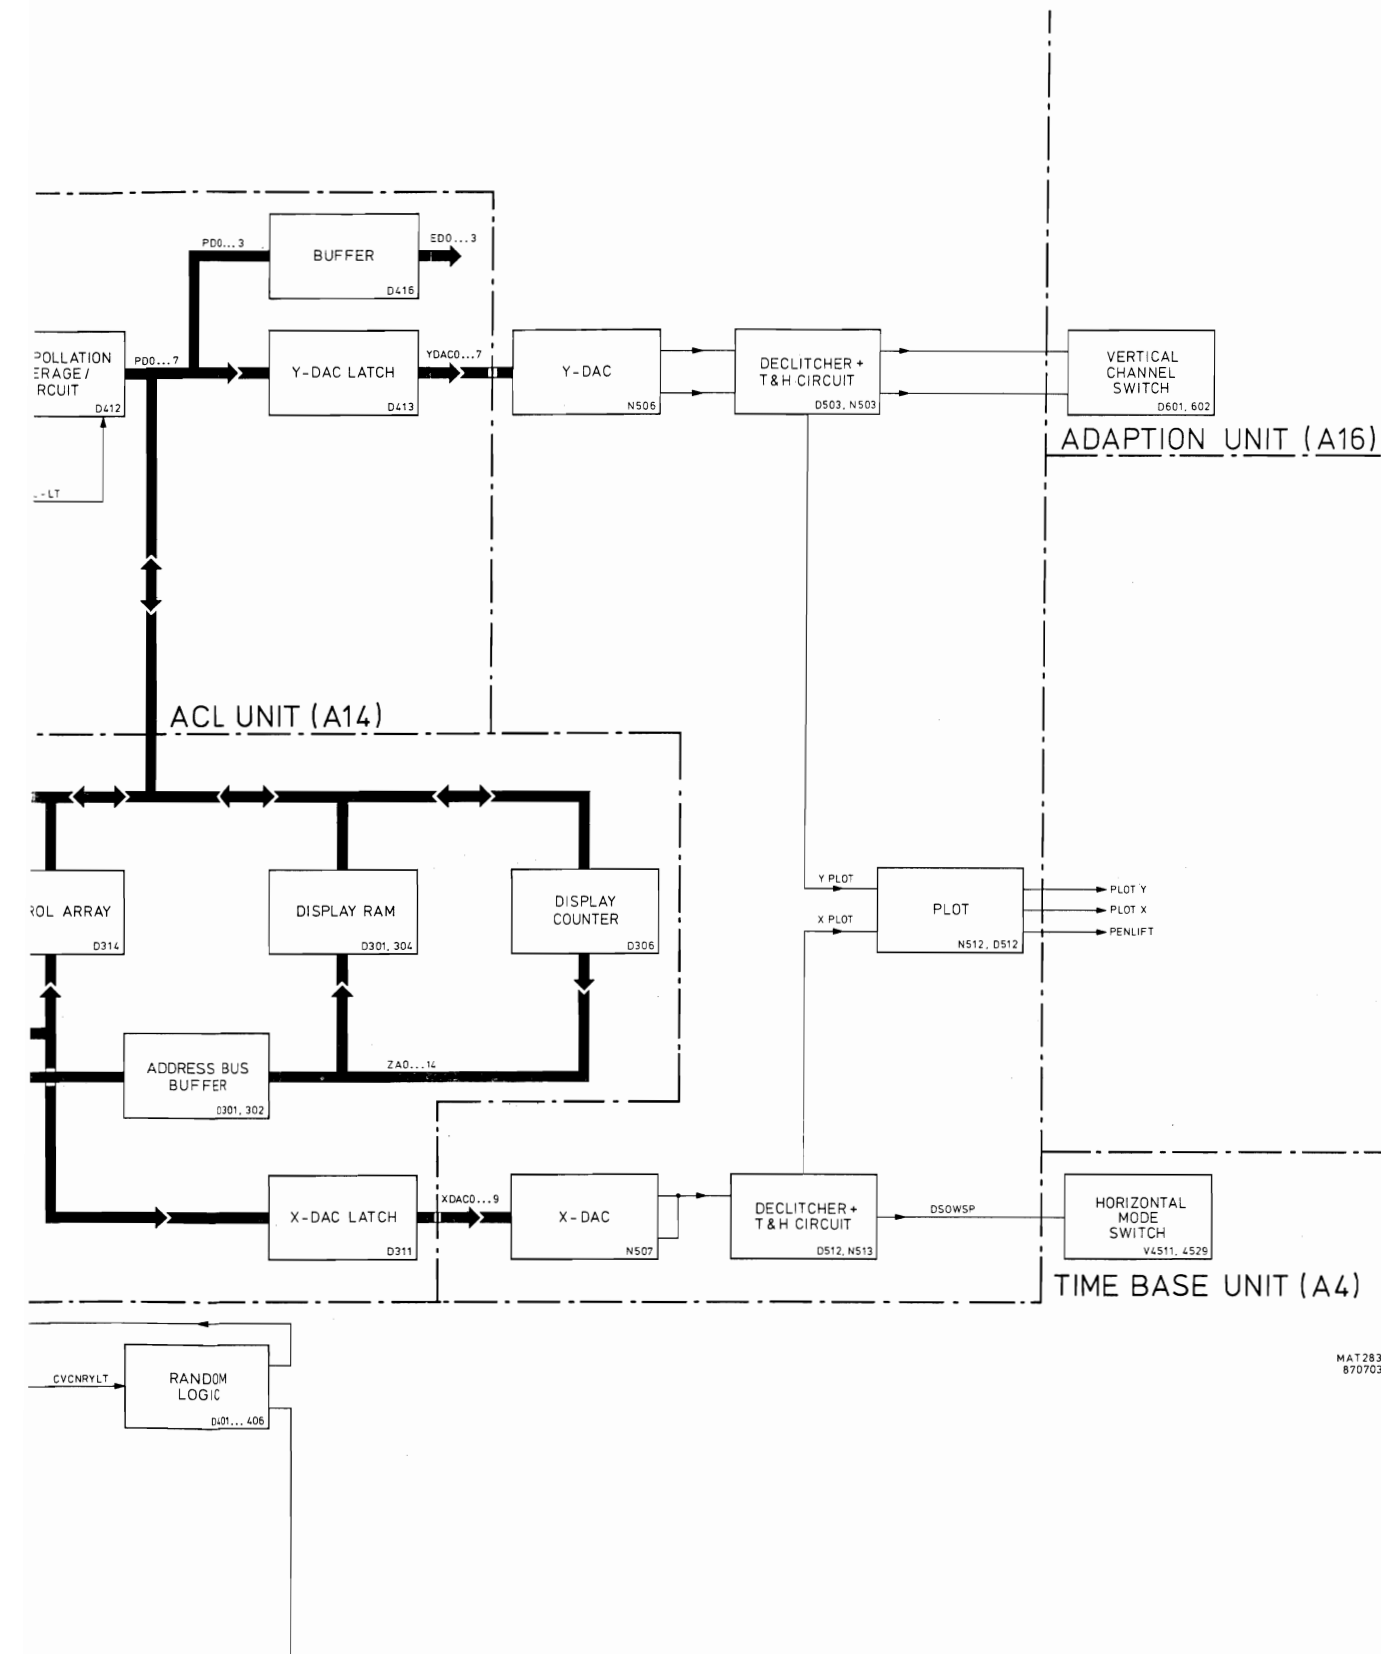 PD0...3
BUFFER
ED0...3
D416
POLLATION
ERAGE/
RCUIT
D412
PD0...7
Y-DAC LATCH
D413
YDAC0...7
Y-DAC
N506
DECLITCHER +
T&H CIRCUIT
D503, N503
VERTICAL
CHANNEL
SWITCH
D601, 602
ADAPTION UNIT (A16)
-LT
ACL UNIT (A14)
ROL ARRAY
D314
DISPLAY RAM
D301, 304
DISPLAY
COUNTER
D306
Y PLOT
X PLOT
PLOT
N512, D512
PLOT Y
PLOT X
PENLIFT
ADDRESS BUS
BUFFER
D301, 302
ZA0...14
X-DAC LATCH
D311
XDAC0...9
X-DAC
N507
DECLITCHER +
T&H CIRCUIT
D512, N513
DSOWSP
HORIZONTAL
MODE
SWITCH
V4511, 4529
TIME BASE UNIT (A4)
CVCNRYLT
RANDOM
LOGIC
D401... 406
MAT283
870703